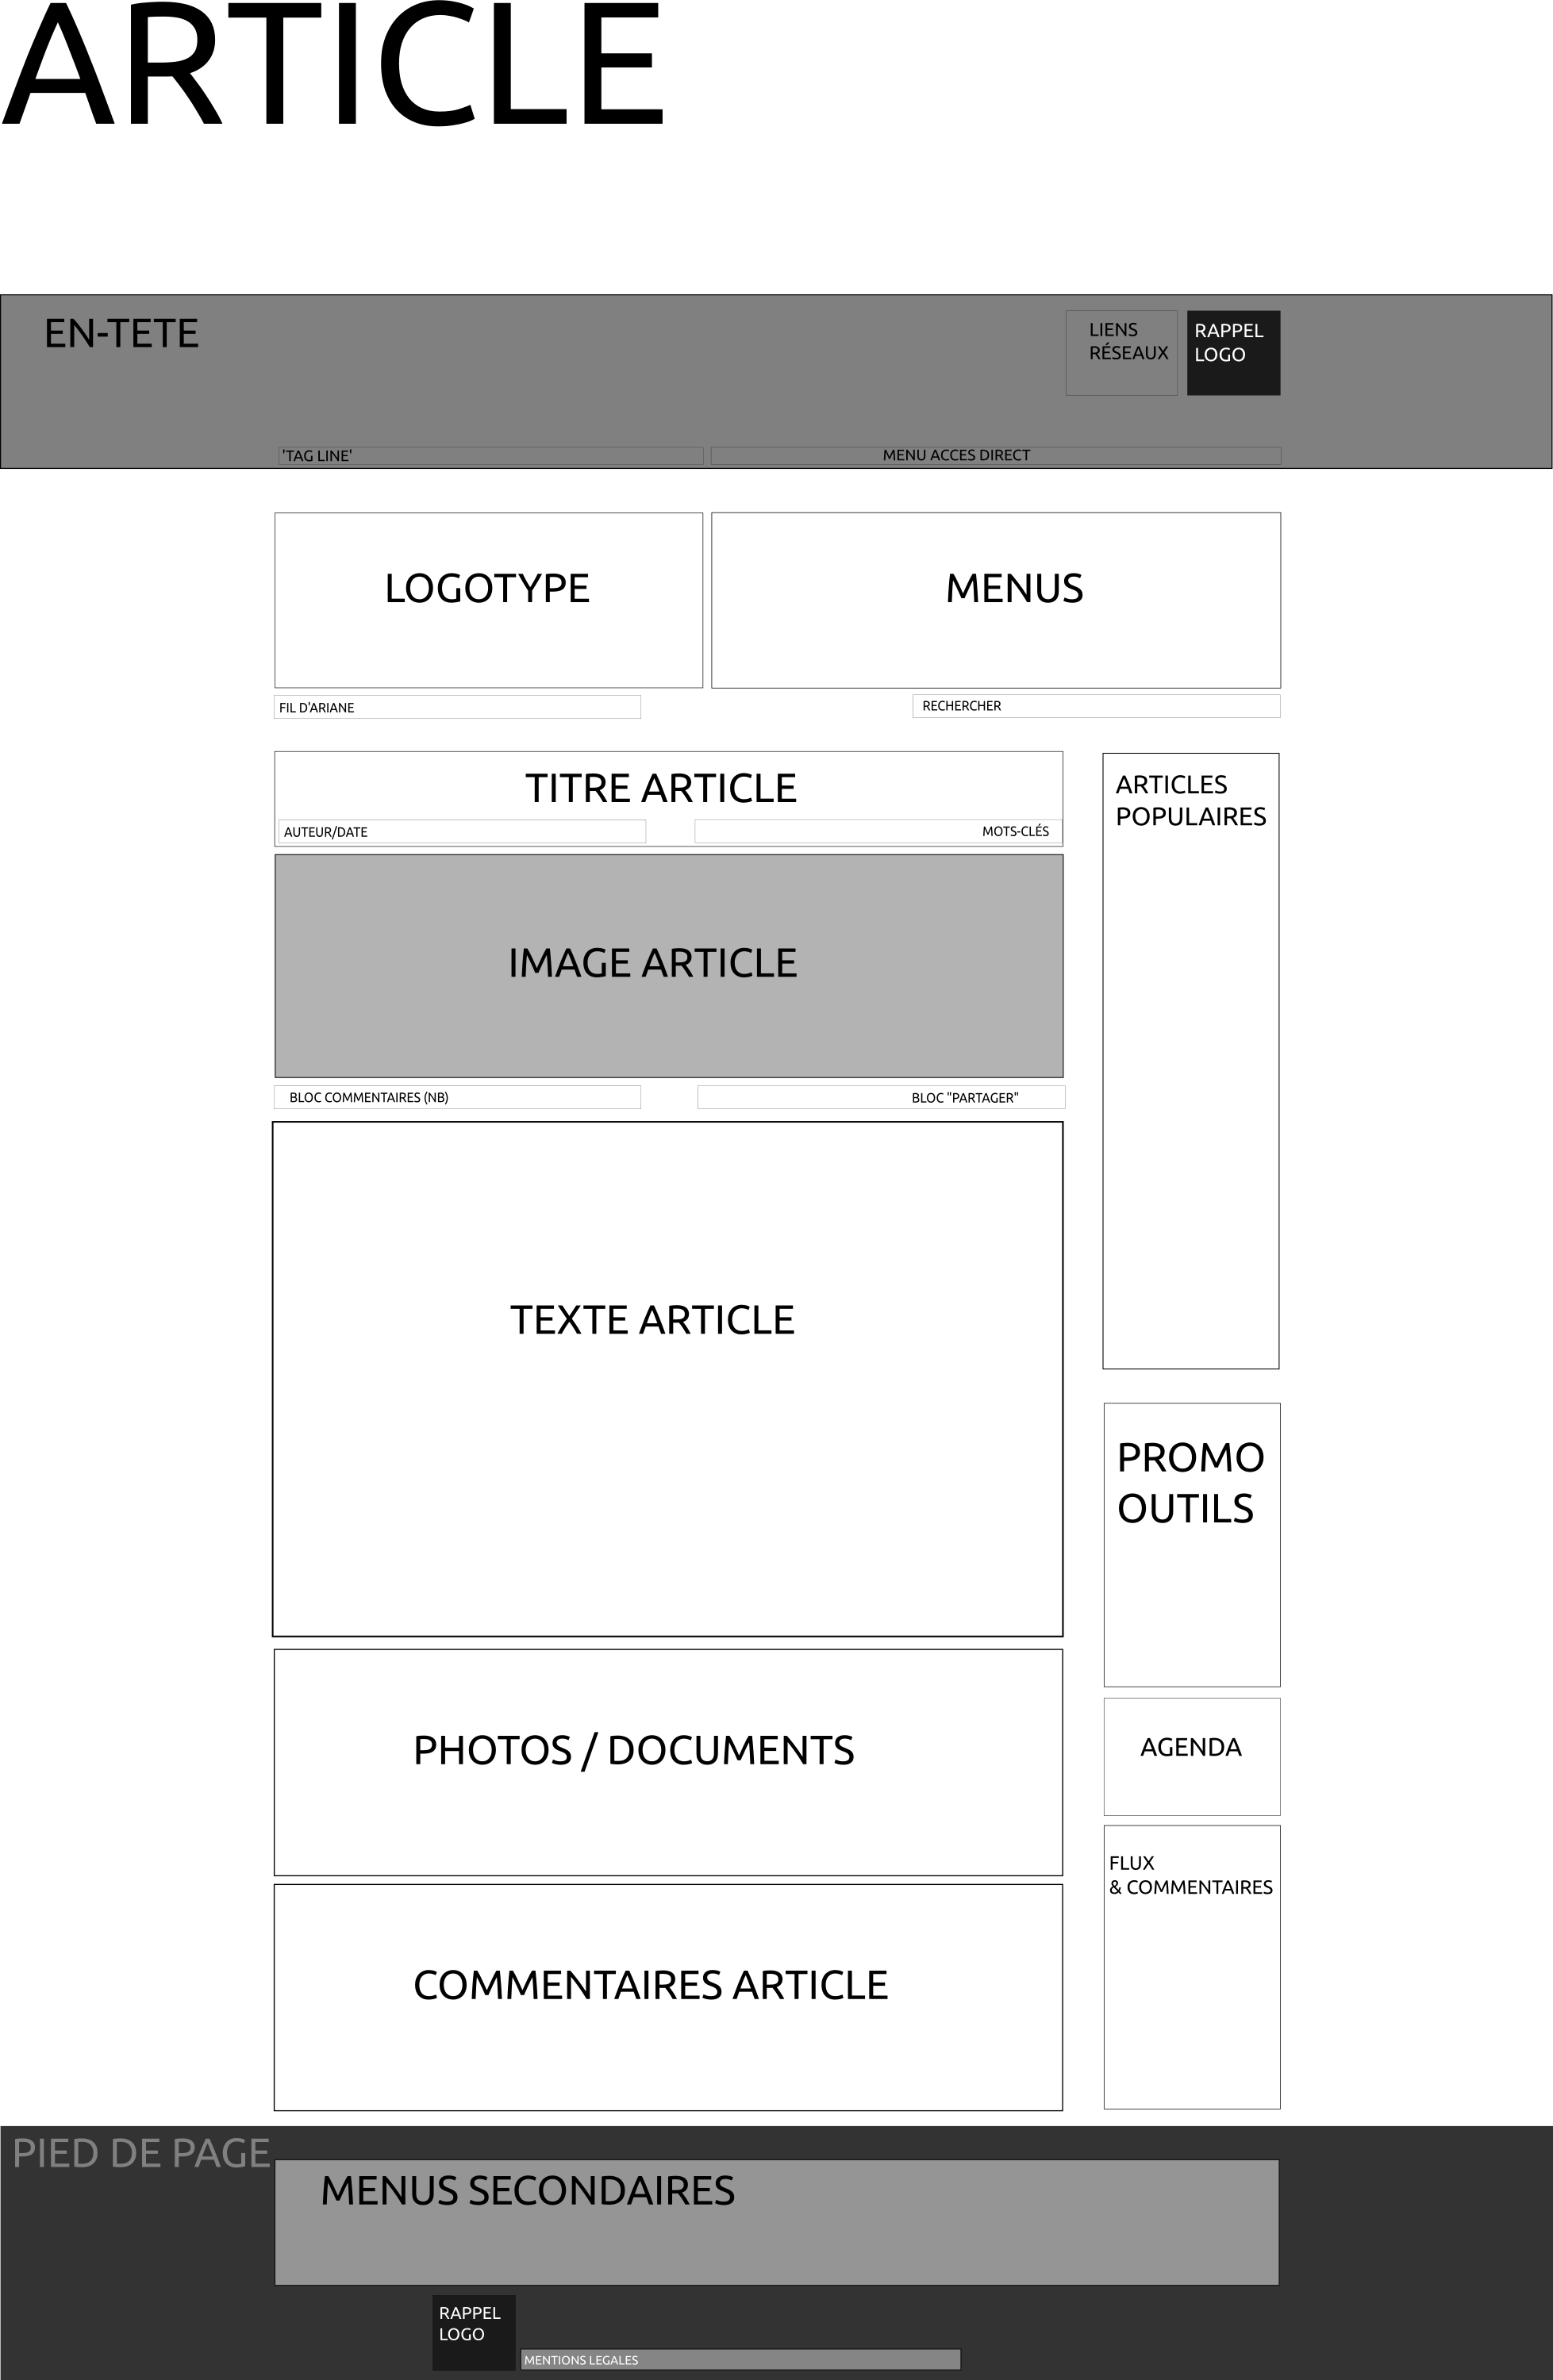 ARTICLE
EN-TETE
LIENS
RÉSEAUX
RAPPEL
LOGO
'TAG LINE'
MENU ACCES DIRECT
LOGOTYPE
MENUS
FIL D'ARIANE
RECHERCHER
TITRE ARTICLE
AUTEUR/DATE
MOTS-CLÉS
IMAGE ARTICLE
BLOC COMMENTAIRES (NB)
BLOC "PARTAGER"
TEXTE ARTICLE
PHOTOS / DOCUMENTS
COMMENTAIRES ARTICLE
ARTICLES
POPULAIRES
PROMO
OUTILS
AGENDA
FLUX
& COMMENTAIRES
PIED DE PAGE
MENUS SECONDAIRES
RAPPEL
LOGO
MENTIONS LEGALES